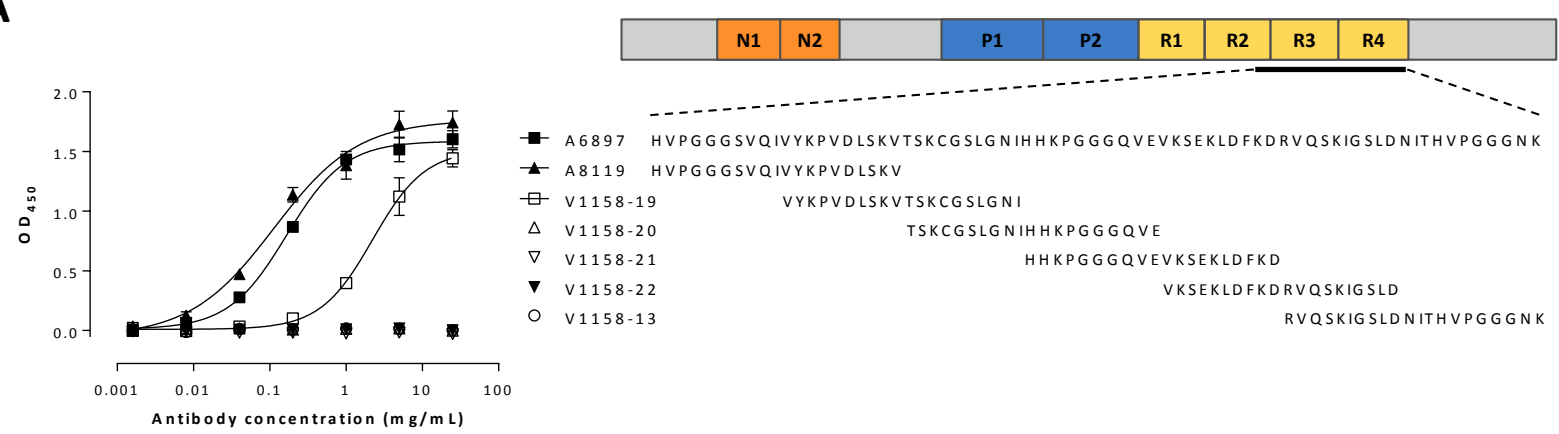 A
N1 N2 P1 P2 R1 R2 R3 R4
2.0
1.5
1.0
0.5
0.0
OD450
0.001 0.01 0.1 1 10 100
Antibody concentration (mg/mL)
A6897 HVPGGGSVQIVYKPVDLSKVTSKCGSLGNIHHKPGGGQVEVKSEKLDFKDRVQSKIGSLDNITHVPGGGNK
A8119 HVPGGGSVQIVYKPVDLSKV
V1158-19 VYKPVDLSKVTSKCGSLGNI
V1158-20 TSKCGSLGNIHHKPGGGQVE
V1158-21 HHKPGGGQVEVKSEKLDFKD
V1158-22 VKSEKLDFKDRVQSKIGSLD
V1158-13 RVQSKIGSLDNITHVPGGGNK